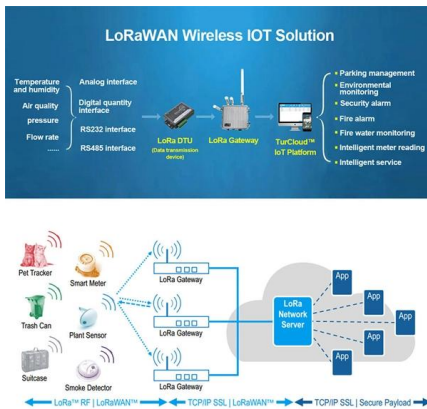 LoRaWAN Wireless IOT Solution
Temperature
and humidity
Air quality
pressure
Flow rate
......
Analog interface
Digital quantity
interface
RS232 interface
RS485 interface
LoRa DTU
(Data transmission
device)
LoRa Gateway
TurCloud™
IoT Platform
Parking management
Environmental
monitoring
Security alarm
Fire alarm
Fire water monitoring
Intelligent meter reading
Intelligent service
Pet Tracker
Smart Meter
Trash Can
Plant Sensor
Suitcase
Smoke Detector
LoRa Gateway
LoRa Gateway
LoRa Gateway
LoRa
Network
Server
App
App
App
App
App
LoRa™ RF | LoRaWAN™
TCP/IP SSL | LoRaWAN™
TCP/IP SSL | Secure Payload